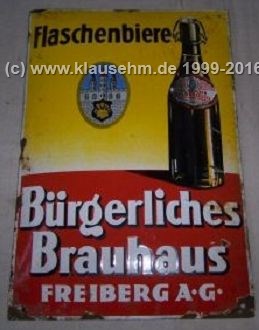 Flaschenbiere
(c) www.klausehm.de 1999-2016
Bürgerliches
Brauhaus
FREIBERG A·G·